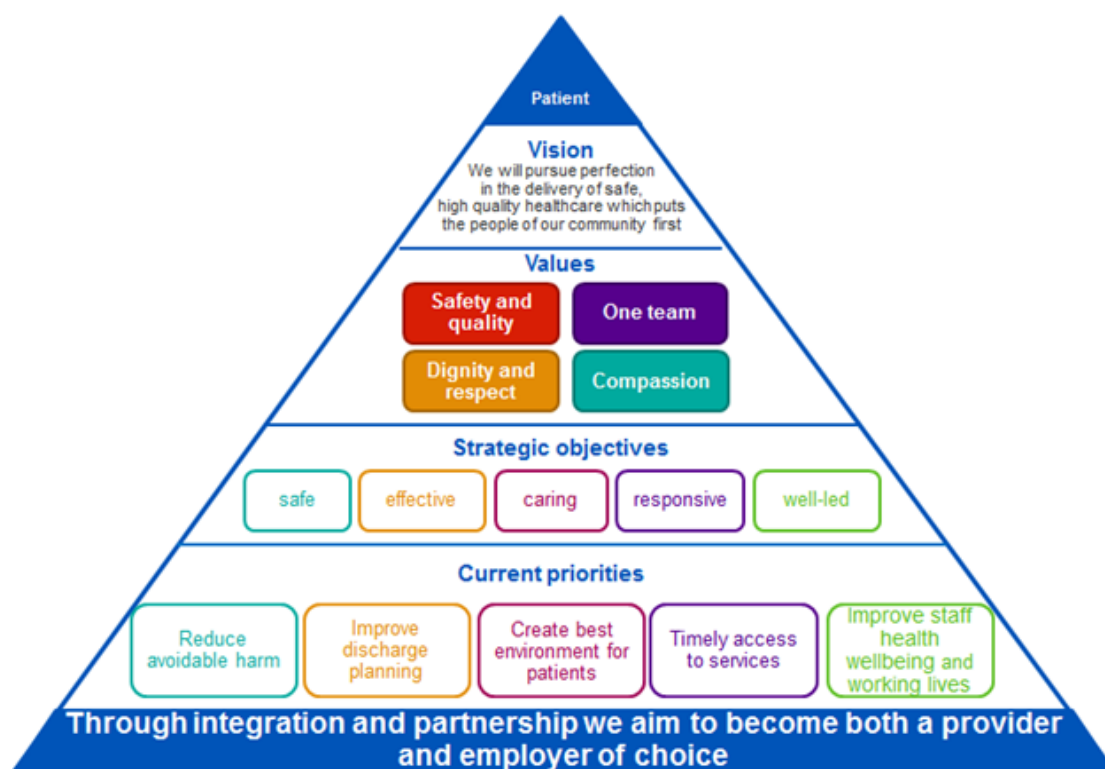 Patient
Vision
We will pursue perfection
in the delivery of safe,
high quality healthcare which puts
the people of our community first
Values
Safety and
quality
One team
Dignity and
respect
Compassion
Strategic objectives
safe
effective
caring
responsive
well-led
Current priorities
Reduce
avoidable harm
Improve
discharge
planning
Create best
environment for
patients
Timely access
to services
Improve staff
health
wellbeing and
working lives
Through integration and partnership we aim to become both a provider
and employer of choice